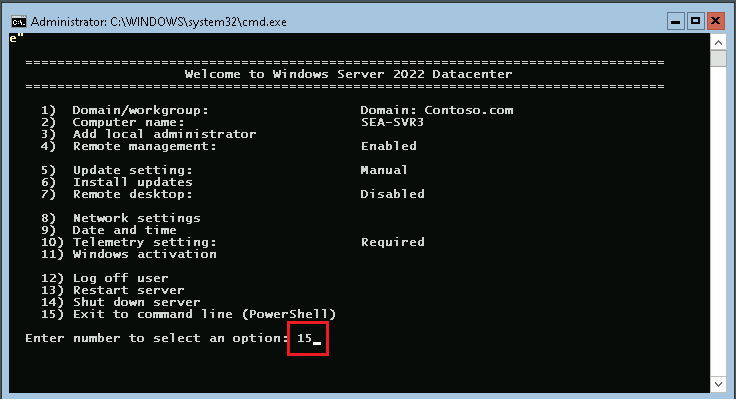 Administrator: C:\WINDOWS\system32\cmd.exe
e"
================================================================================
Welcome to Windows Server 2022 Datacenter
================================================================================
1) Domain/workgroup: Domain: Contoso.com
2) Computer name: SEA-SVR3
3) Add local administrator
4) Remote management: Enabled
5) Update setting: Manual
6) Install updates
7) Remote desktop: Disabled
8) Network settings
9) Date and time
10) Telemetry setting: Required
11) Windows activation
12) Log off user
13) Restart server
14) Shut down server
15) Exit to command line (PowerShell)
Enter number to select an option: 15_